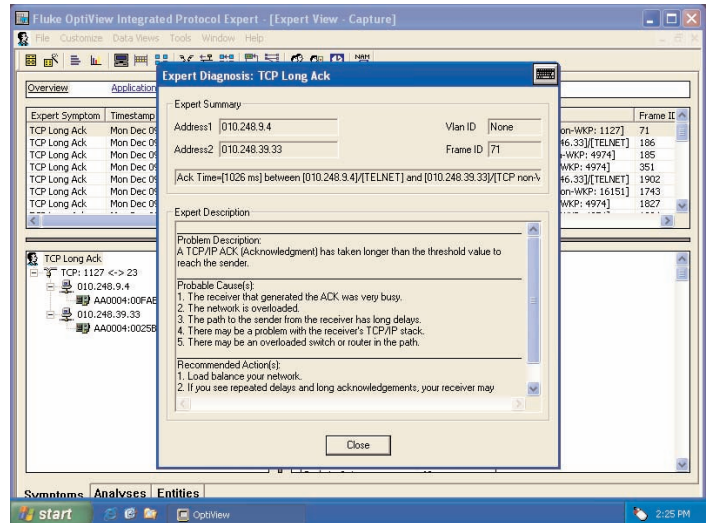 Fluke OptiView Integrated Protocol Expert - [Expert View - Capture]
File Customize Data Views Tools Window Help
Overview Application
Expert Symptom Timestamp Frame ID
TCP Long Ack Mon Dec 09 on-WKP: 1127] 71
TCP Long Ack Mon Dec 09 46.33]/[TELNET] 186
TCP Long Ack Mon Dec 09 -WKP: 4974] 185
TCP Long Ack Mon Dec 09 WKP: 4974] 351
TCP Long Ack Mon Dec 09 46.33]/[TELNET] 1902
TCP Long Ack Mon Dec 09 on-WKP: 16151] 1743
TCP Long Ack Mon Dec 09 WKP: 4974] 1827
Expert Diagnosis: TCP Long Ack
Expert Summary
Address1 010.248.9.4 Vlan ID None
Address2 010.248.39.33 Frame ID 71
Ack Time=[1026 ms] between [010.248.9.4]/[TELNET] and [010.248.39.33]/[TCP non-W
Expert Description
Problem Description:
A TCP/IP ACK (Acknowledgment) has taken longer than the threshold value to
reach the sender.
Probable Cause(s):
1. The receiver that generated the ACK was very busy.
2. The network is overloaded.
3. The path to the sender from the receiver has long delays.
4. There may be a problem with the receiver's TCP/IP stack.
5. There may be an overloaded switch or router in the path.
Recommended Action(s):
1. Load balance your network.
2. If you see repeated delays and long acknowledgements, your receiver may
Close
TCP Long Ack
TCP: 1127 <-> 23
010.248.9.4
AA0004:00FAE
010.248.39.33
AA0004:0025B
Symptoms Analyses Entities
start OptiView 2:25 PM